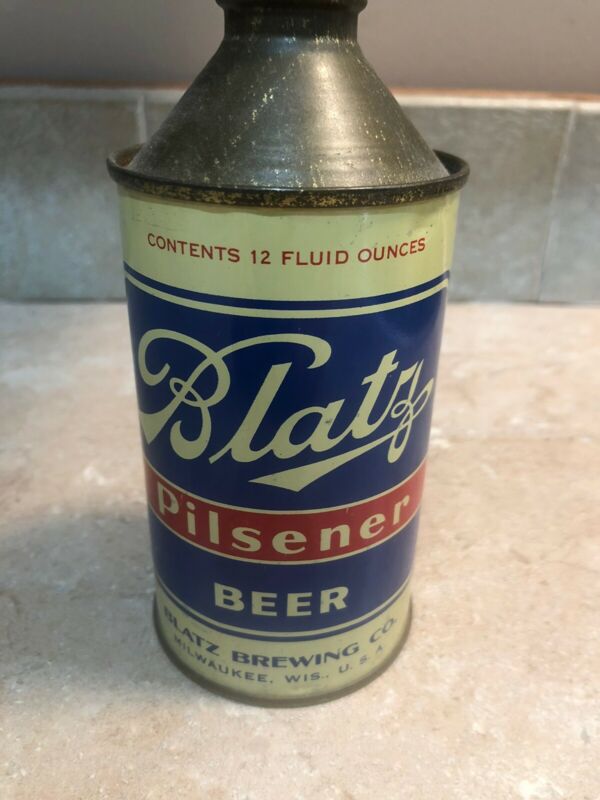 CONTENTS 12 FLUID OUNCES
Blatz
Pilsener
BEER
BLATZ BREWING CO.
MILWAUKEE, WIS., U.S.A